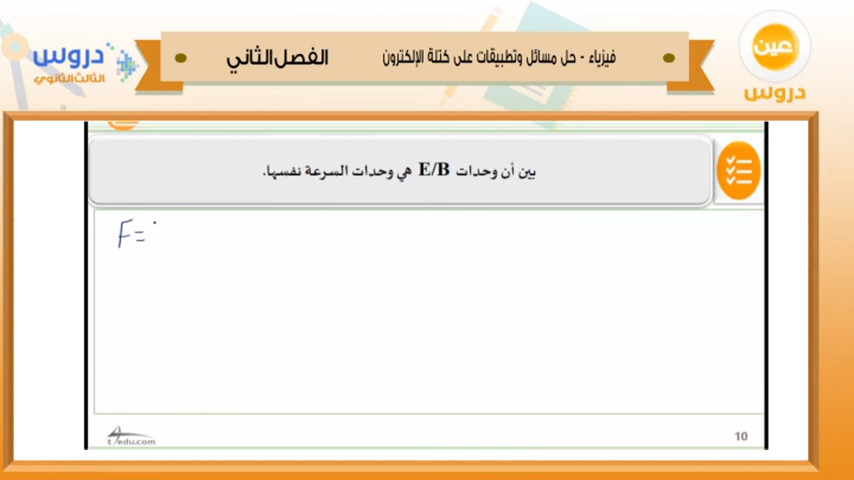 دروس
الثالث الثانوي
فيزياء - حل مسائل وتطبيقات على كتلة الإلكترون
الفصل الثاني
عين
دروس
بين أن وحدات E/B هي وحدات السرعة نفسها.
F=
t4edu.com
10